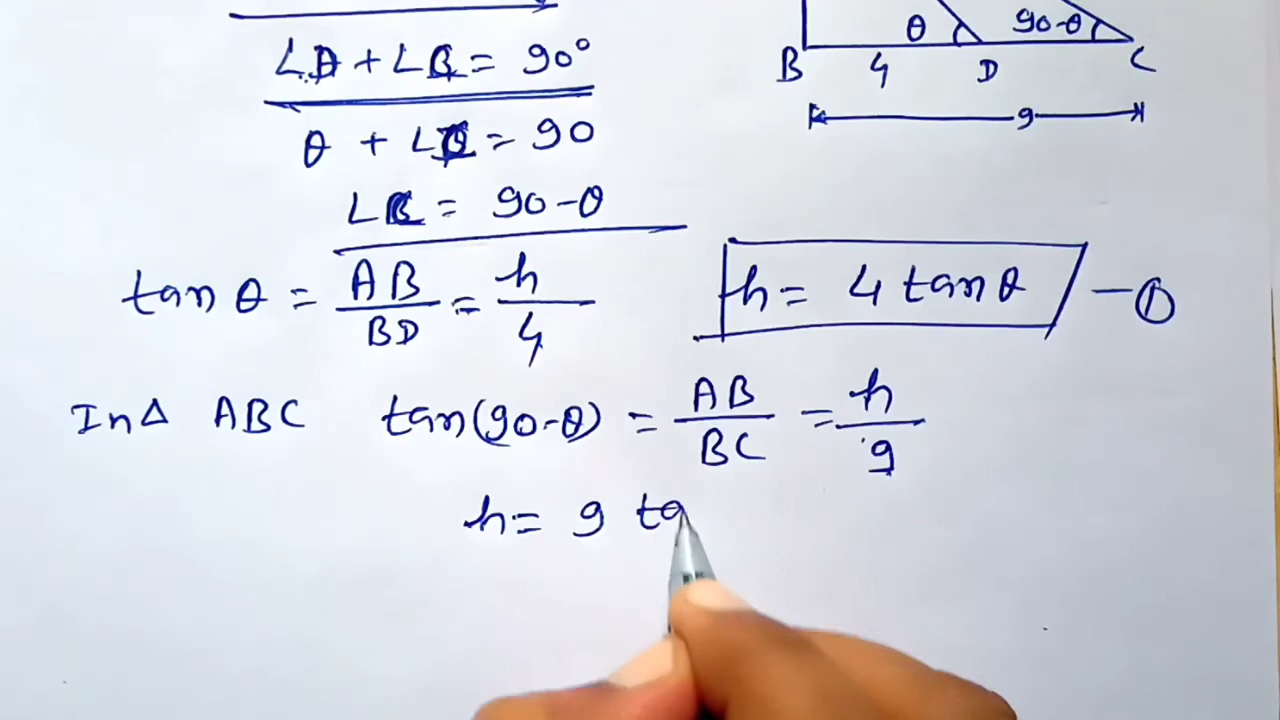 ∠D + ∠C = 90°
θ + ∠C = 90
∠C = 90-θ
θ 90-θ
B 4 D C
9
tan θ = AB/BD = h/4
h = 4 tan θ — ①
In Δ ABC tan(90-θ) = AB/BC = h/9
h = 9 ta